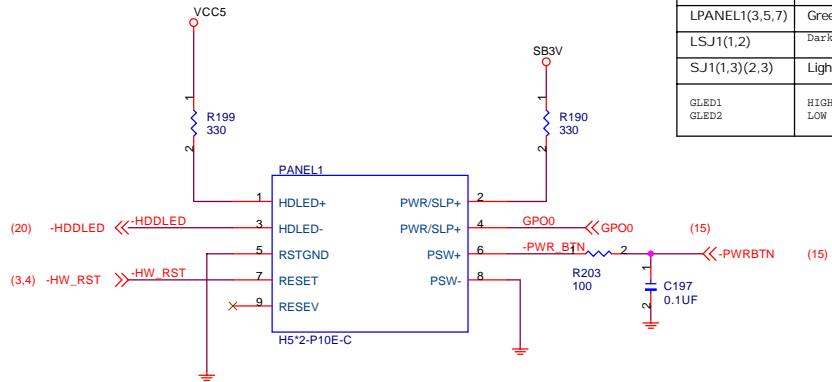 VCC5
LPANEL1(3,5,7)
LSJ1(1,2)
SJ1(1,3)(2,3)
GLED1
GLED2
HIGH
LOW
SB3V
1
R199
330
2
1
R190
330
2
PANEL1
1 HDLED+ PWR/SLP+ 2
(20) -HDDLED -HDDLED 3 HDLED- PWR/SLP+ 4 GPO0 GPO0 (15)
5 RSTGND PSW+ 6 -PWR_BTN 1 2 -PWRBTN (15)
(3,4) -HW_RST -HW_RST 7 RESET PSW- 8
R203
100
1
C197
0.1UF
2
9 RESEV
H5*2-P10E-C